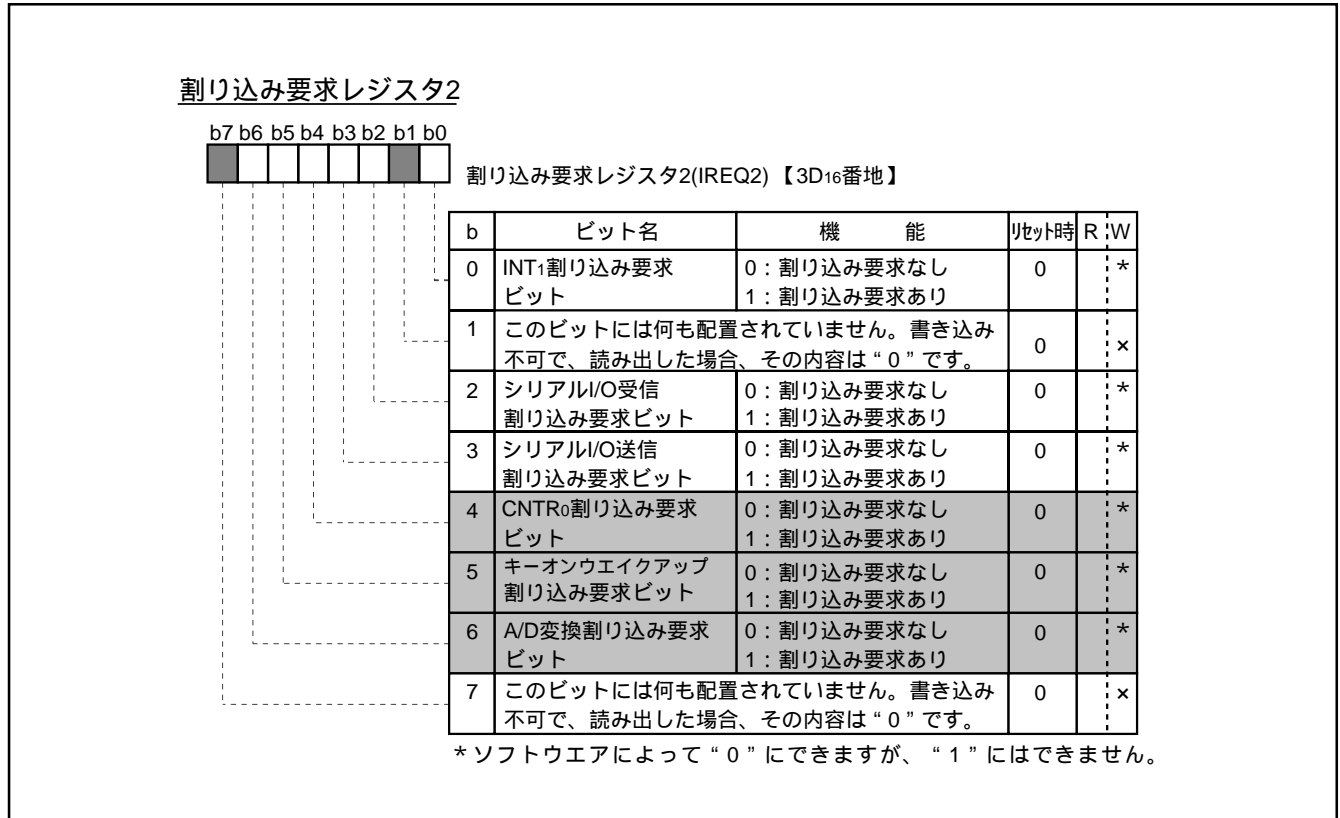 割り込み要求レジスタ2
b7 b6 b5 b4 b3 b2 b1 b0
割り込み要求レジスタ2(IREQ2)【3D16番地】
b ビット名 機 能 ﾘｾｯﾄ時 R W
0 INT1割り込み要求 0：割り込み要求なし 0 *
ビット 1：割り込み要求あり
1 このビットには何も配置されていません。書き込み
不可で、読み出した場合、その内容は“0”です。 0 ×
2 シリアルI/O受信 0：割り込み要求なし 0 *
割り込み要求ビット 1：割り込み要求あり
3 シリアルI/O送信 0：割り込み要求なし 0 *
割り込み要求ビット 1：割り込み要求あり
4 CNTR0割り込み要求 0：割り込み要求なし 0 *
ビット 1：割り込み要求あり
5 キーオンウエイクアップ 0：割り込み要求なし 0 *
割り込み要求ビット 1：割り込み要求あり
6 A/D変換割り込み要求 0：割り込み要求なし 0 *
ビット 1：割り込み要求あり
7 このビットには何も配置されていません。書き込み 0 ×
不可で、読み出した場合、その内容は“0”です。
*ソフトウエアによって“0”にできますが、“1”にはできません。